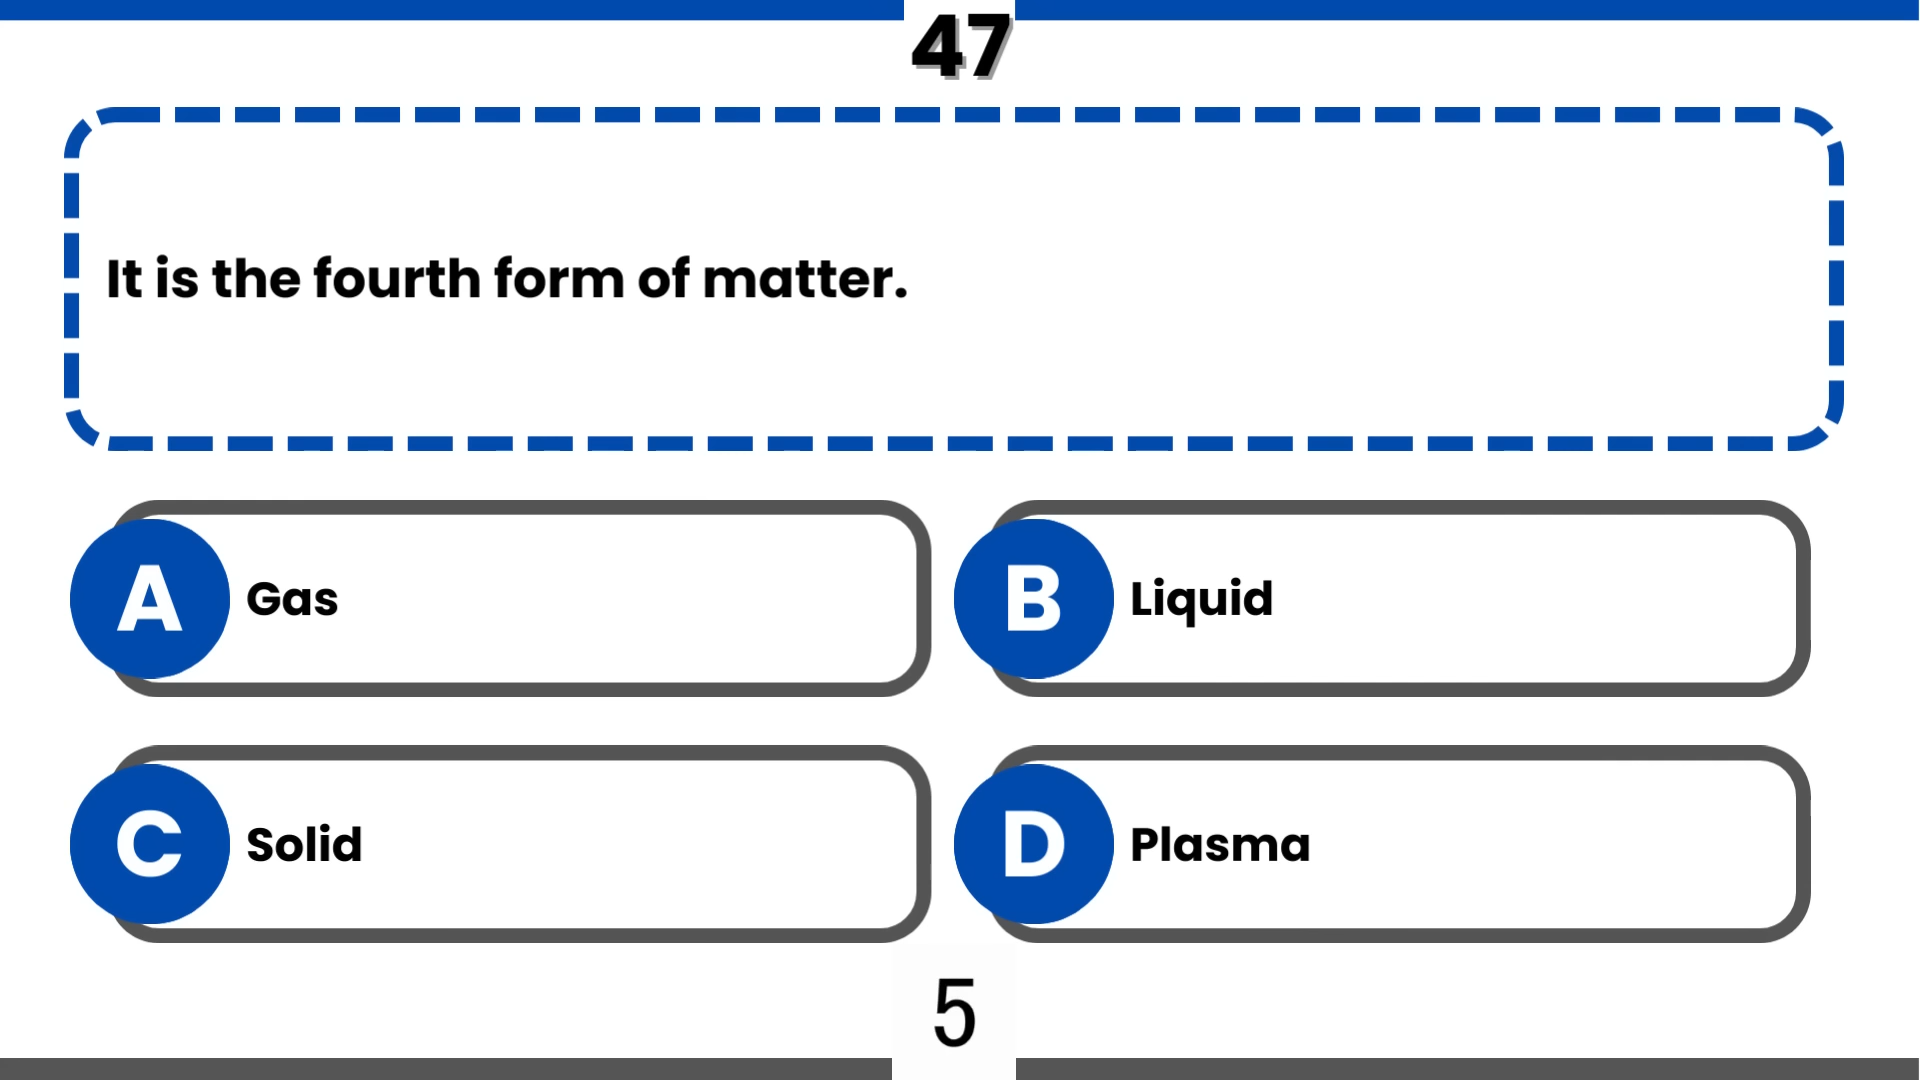 47
It is the fourth form of matter.
A Gas
B Liquid
C Solid
D Plasma
5